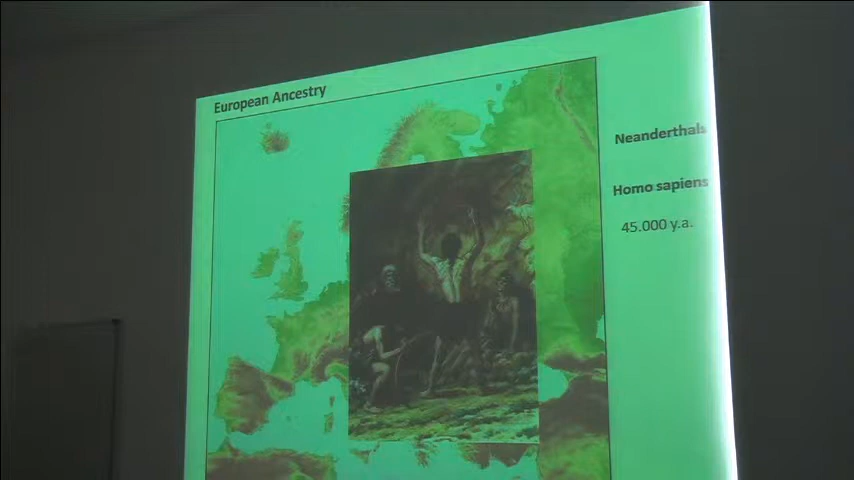 European Ancestry
Neanderthals
Homo sapiens
45.000 y.a.